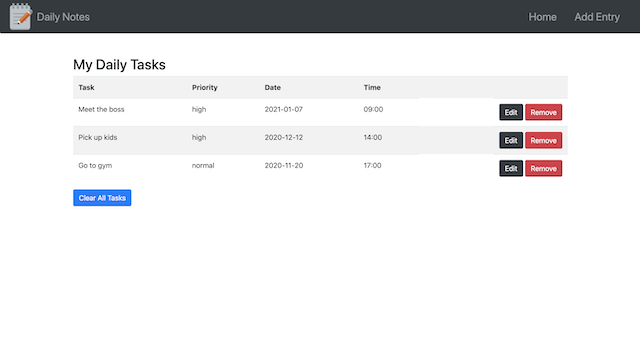 Daily Notes Home Add Entry
My Daily Tasks
Task Priority Date Time
Meet the boss high 2021-01-07 09:00 Edit Remove
Pick up kids high 2020-12-12 14:00 Edit Remove
Go to gym normal 2020-11-20 17:00 Edit Remove
Clear All Tasks